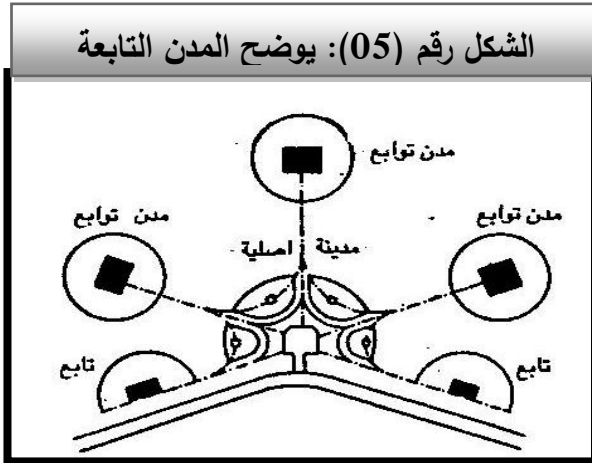 الشكل رقم (05): يوضح المدن التابعة
مدن توابع
مدن توابع
مدن توابع
مدينة اصلية
تابع
تابع